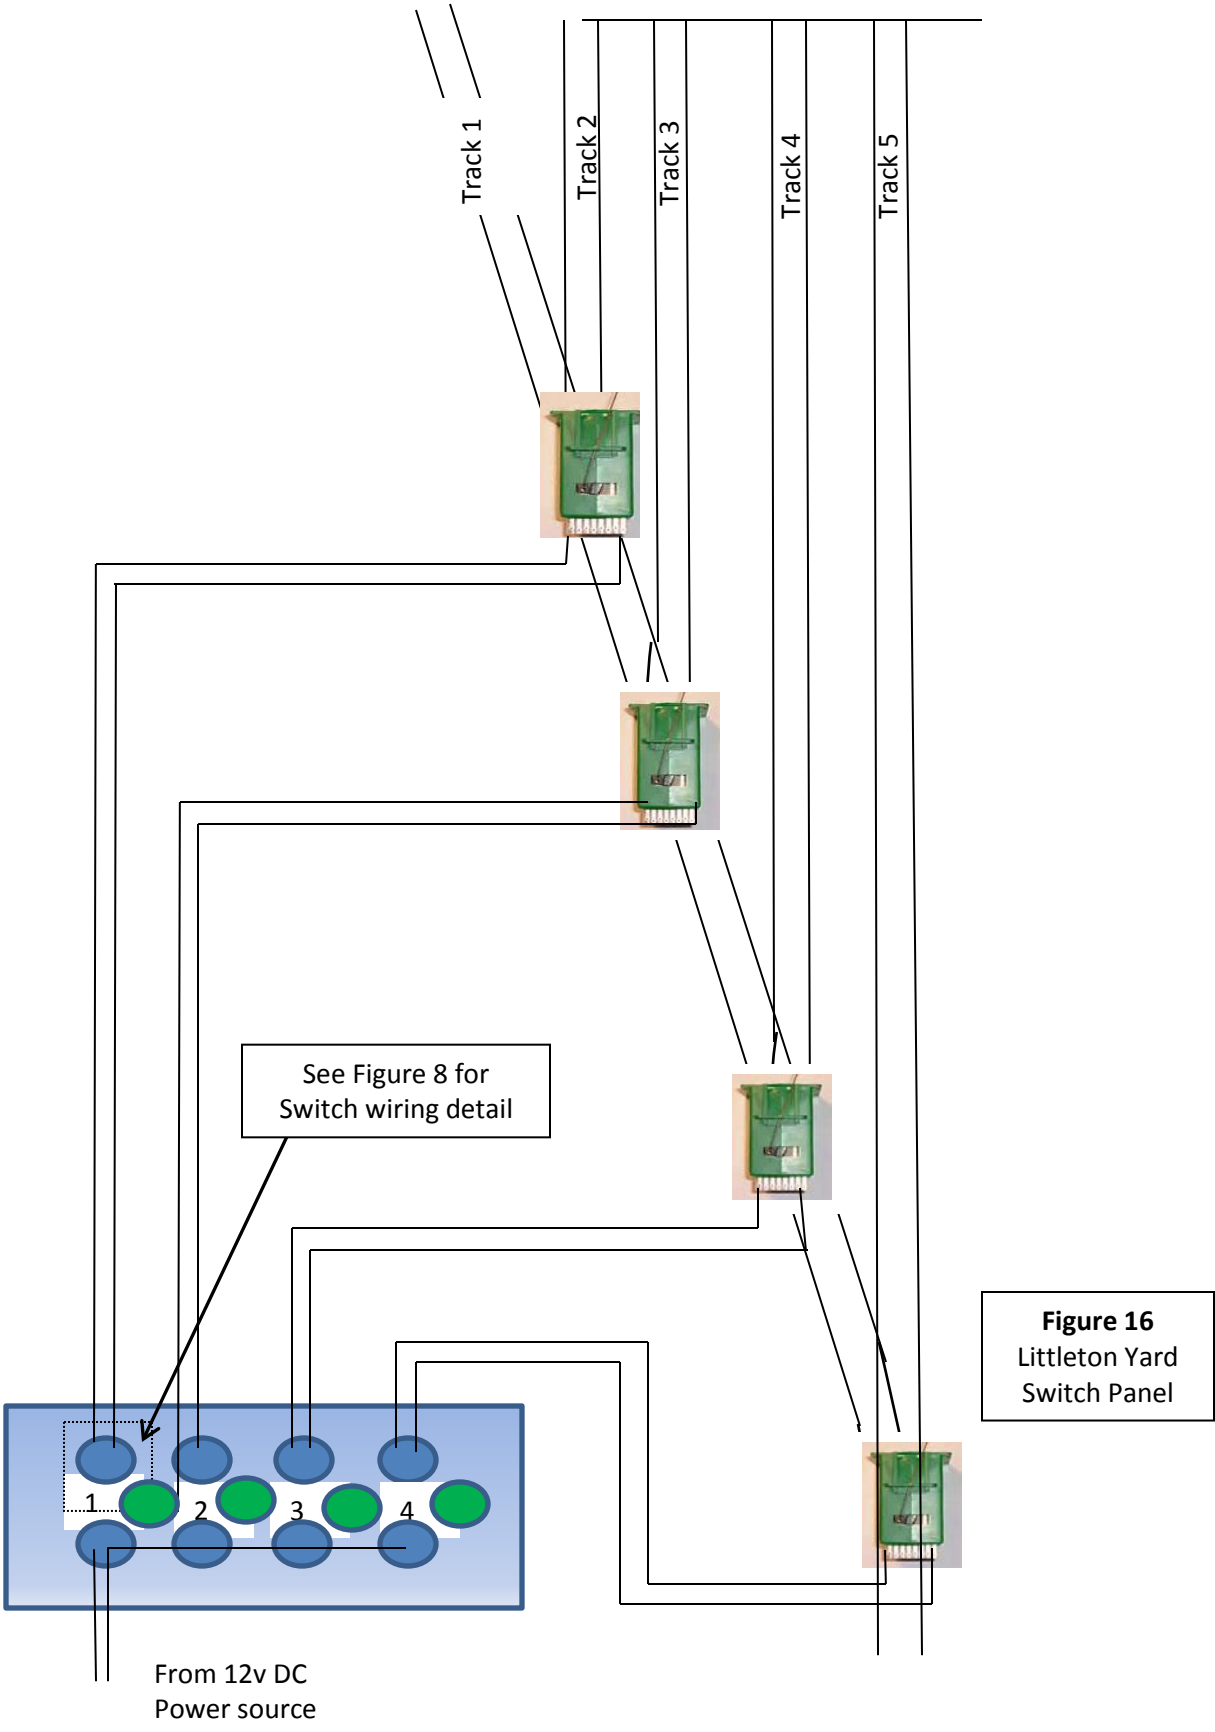 Track 1
Track 2
Track 3
Track 4
Track 5
See Figure 8 for
Switch wiring detail
Figure 16
Littleton Yard
Switch Panel
1
2
3
4
From 12v DC
Power source